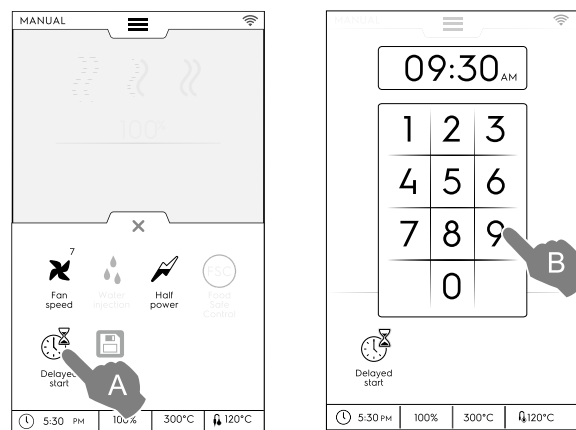 MANUAL
100%
7
Fan
speed
Water
injection
Half
power
FSC
Food
Safe
Control
Delayed
start
A
5:30 PM
100%
300°C
120°C
MANUAL
09:30 AM
1 2 3
4 5 6
7 8 9
0
B
Delayed
start
5:30 PM
100%
300°C
120°C